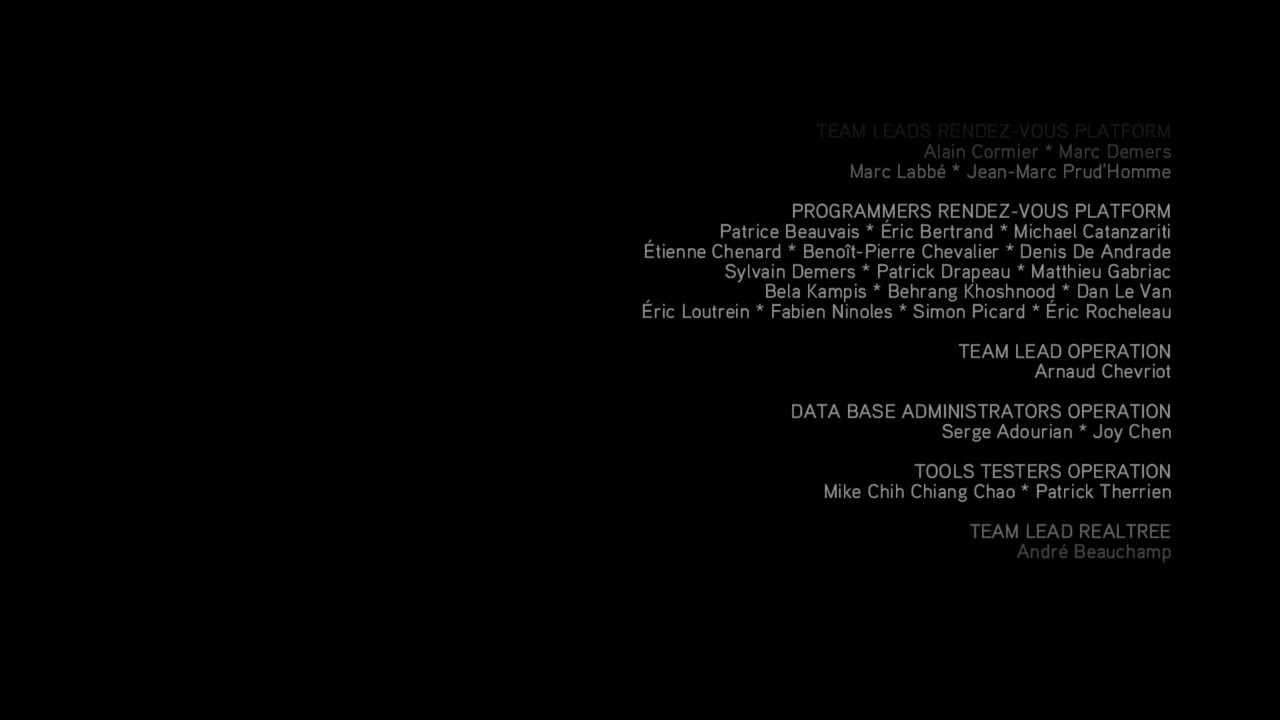 TEAM LEADS RENDEZ-VOUS PLATFORM
Alain Cormier * Marc Demers
Marc Labbé * Jean-Marc Prud'Homme
PROGRAMMERS RENDEZ-VOUS PLATFORM
Patrice Beauvais * Éric Bertrand * Michael Catanzariti
Étienne Chenard * Benoît-Pierre Chevalier * Denis De Andrade
Sylvain Demers * Patrick Drapeau * Matthieu Gabriac
Bela Kampis * Behrang Khoshnood * Dan Le Van
Éric Loutrein * Fabien Ninoles * Simon Picard * Éric Rocheleau
TEAM LEAD OPERATION
Arnaud Chevriot
DATA BASE ADMINISTRATORS OPERATION
Serge Adourian * Joy Chen
TOOLS TESTERS OPERATION
Mike Chih Chiang Chao * Patrick Therrien
TEAM LEAD REALTREE
André Beauchamp